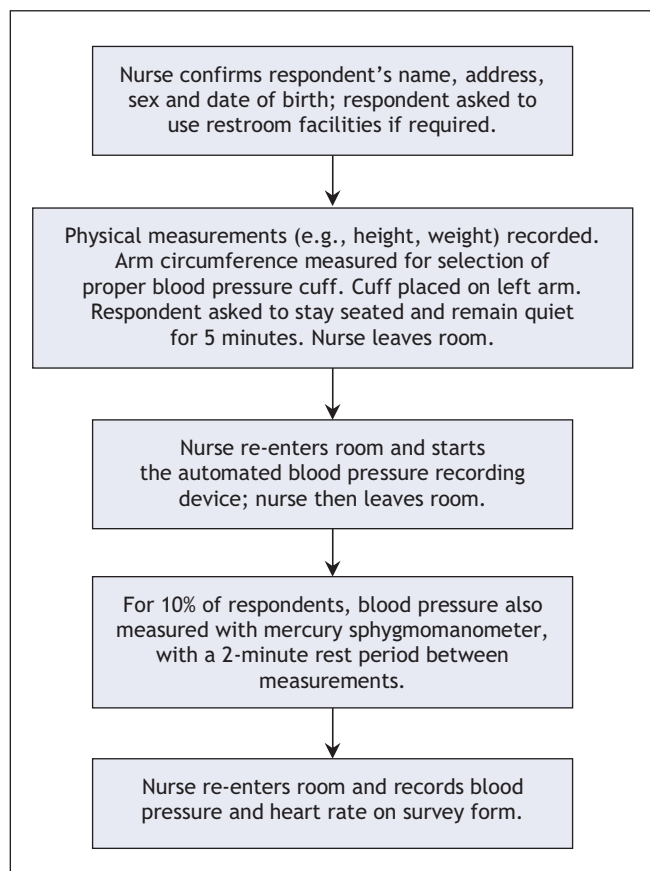 Nurse confirms respondent’s name, address,
sex and date of birth; respondent asked to
use restroom facilities if required.
Physical measurements (e.g., height, weight) recorded.
Arm circumference measured for selection of
proper blood pressure cuff. Cuff placed on left arm.
Respondent asked to stay seated and remain quiet
for 5 minutes. Nurse leaves room.
Nurse re-enters room and starts
the automated blood pressure recording
device; nurse then leaves room.
For 10% of respondents, blood pressure also
measured with mercury sphygmomanometer,
with a 2-minute rest period between
measurements.
Nurse re-enters room and records blood
pressure and heart rate on survey form.